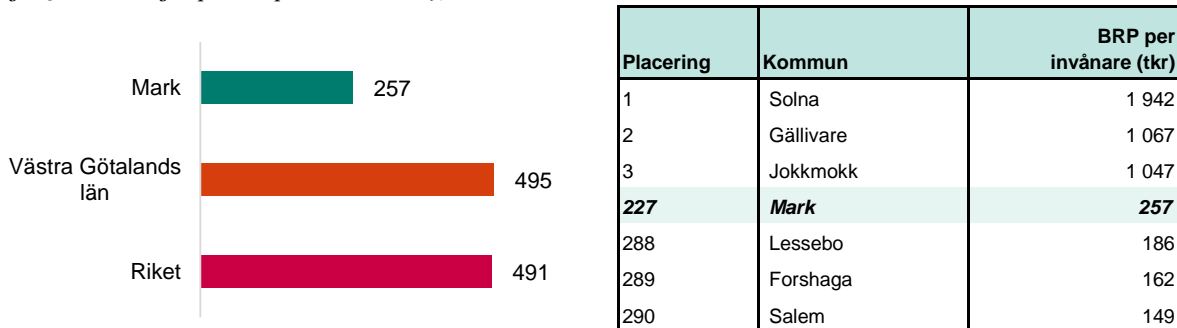 Mark
257
Västra Götalands
län
495
Riket
491
Placering Kommun BRP per
invånare (tkr)
1 Solna 1 942
2 Gällivare 1 067
3 Jokkmokk 1 047
227 Mark 257
288 Lessebo 186
289 Forshaga 162
290 Salem 149